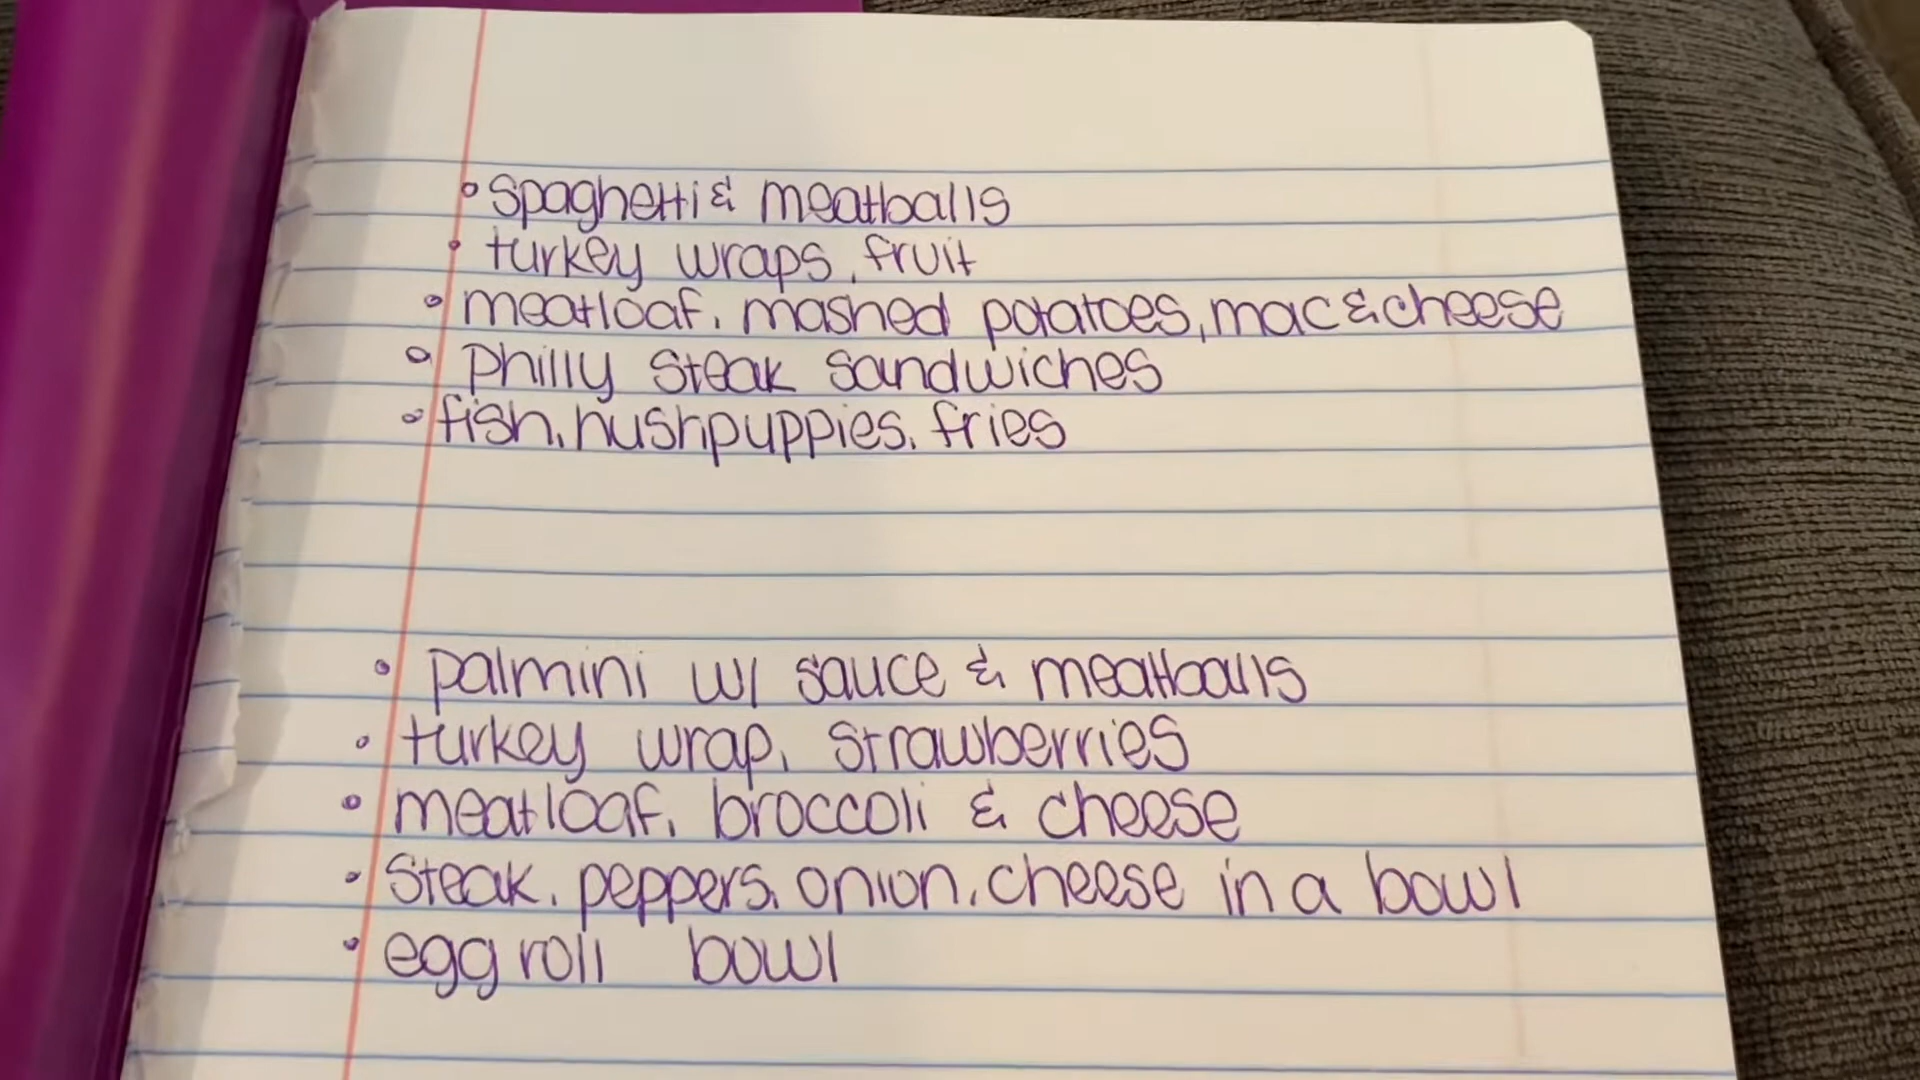 • spaghetti & meatballs
• turkey wraps, fruit
• meatloaf, mashed potatoes, mac & cheese
• Philly steak sandwiches
• fish, hushpuppies, fries
• palmini w/ sauce & meatballs
• turkey wrap, strawberries
• meatloaf, broccoli & cheese
• Steak, peppers, onion, cheese in a bowl
• egg roll bowl